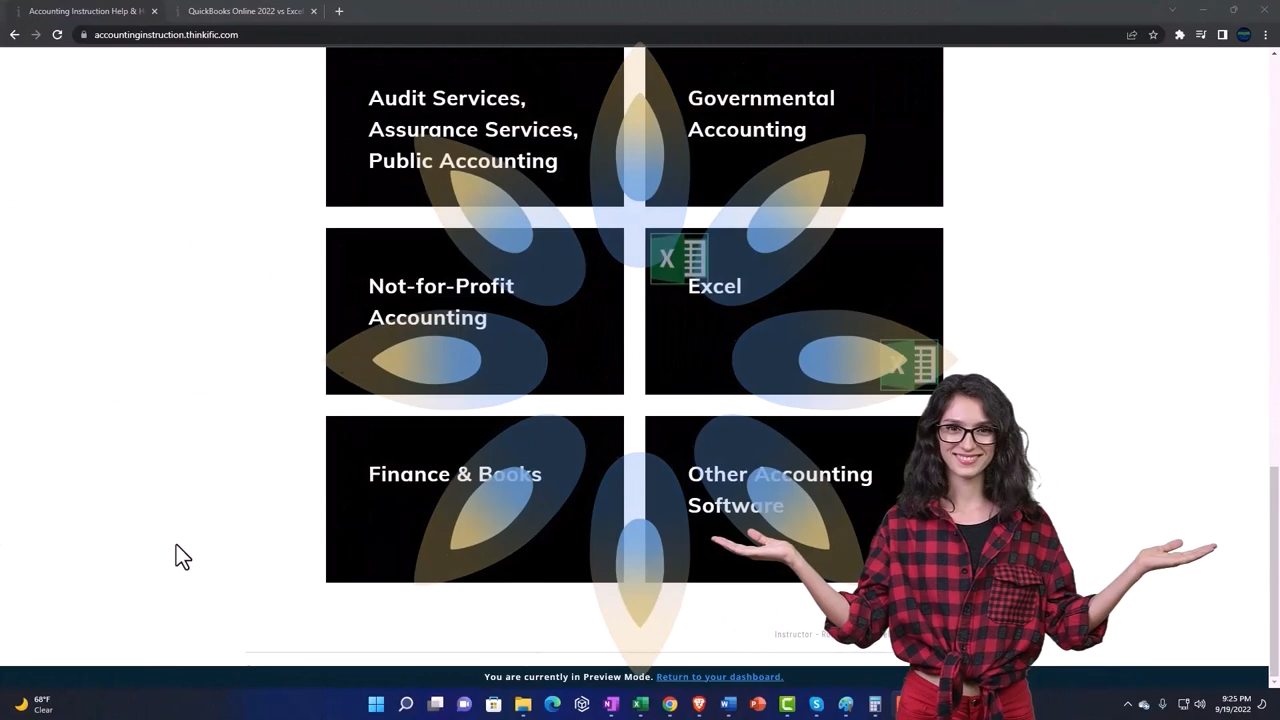 Accounting Instruction Help & H
QuickBooks Online 2022 vs Excel
accountinginstruction.thinkific.com
Audit Services,
Assurance Services,
Public Accounting
Governmental
Accounting
Not-for-Profit
Accounting
X
Excel
X
Finance & Books
Other Accounting
Software
Instructor -
You are currently in Preview Mode. Return to your dashboard.
68°F
Clear
9:25 PM
9/19/2022